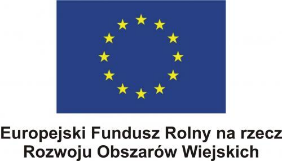 Europejski Fundusz Rolny na rzecz
Rozwoju Obszarów Wiejskich